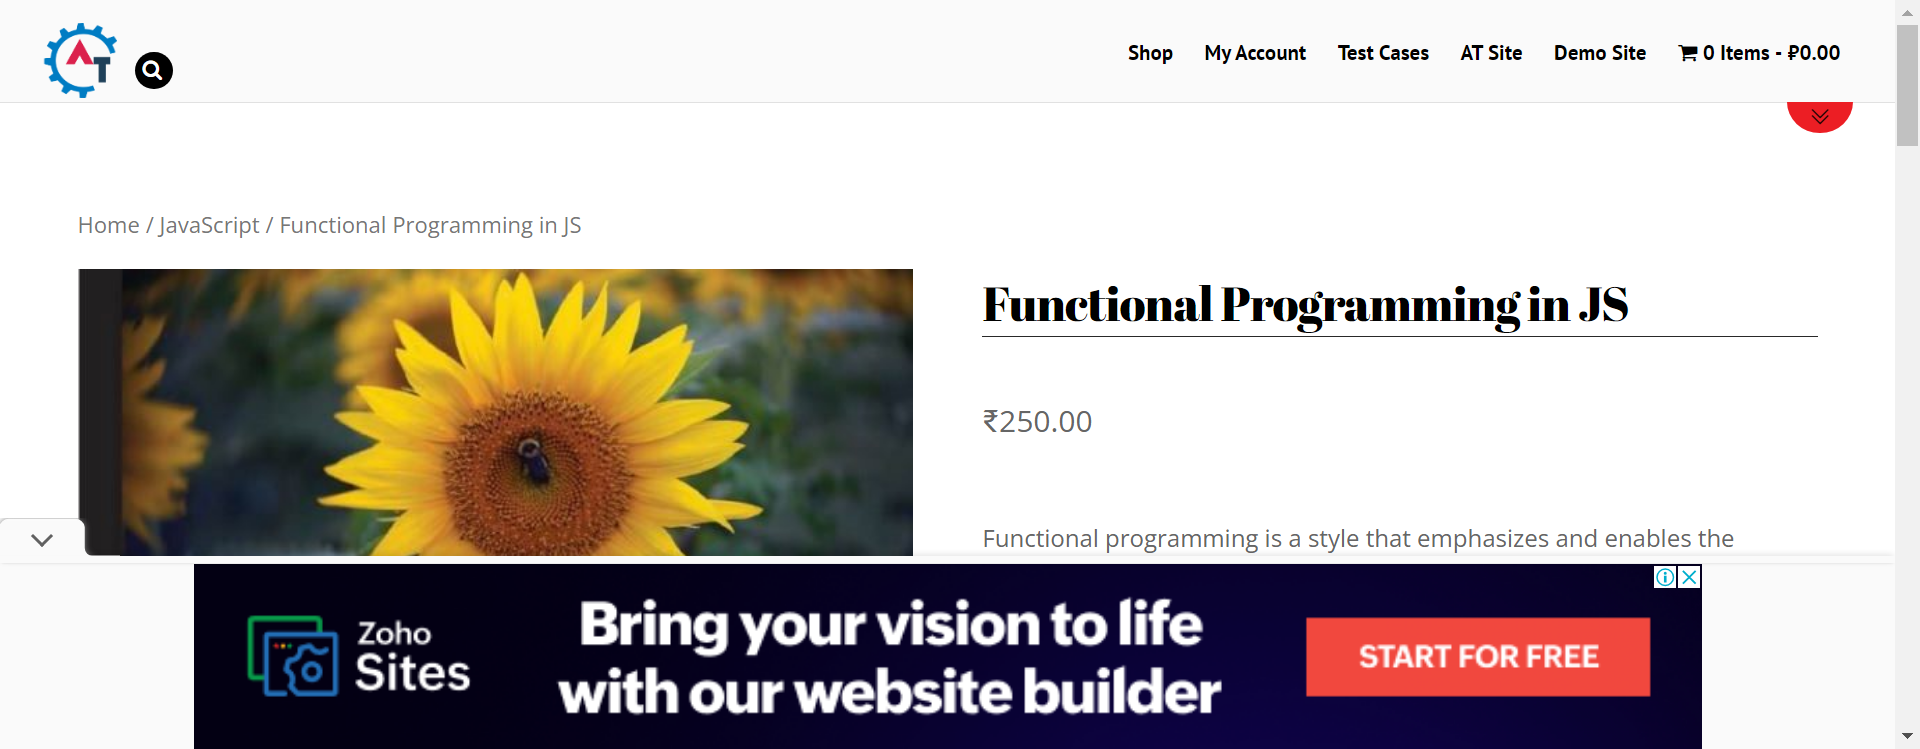 AT
Shop My Account Test Cases AT Site Demo Site 0 Items - ₽0.00
Home / JavaScript / Functional Programming in JS
Functional Programming in JS
₹250.00
Functional programming is a style that emphasizes and enables the
Zoho
Sites
Bring your vision to life
with our website builder
START FOR FREE